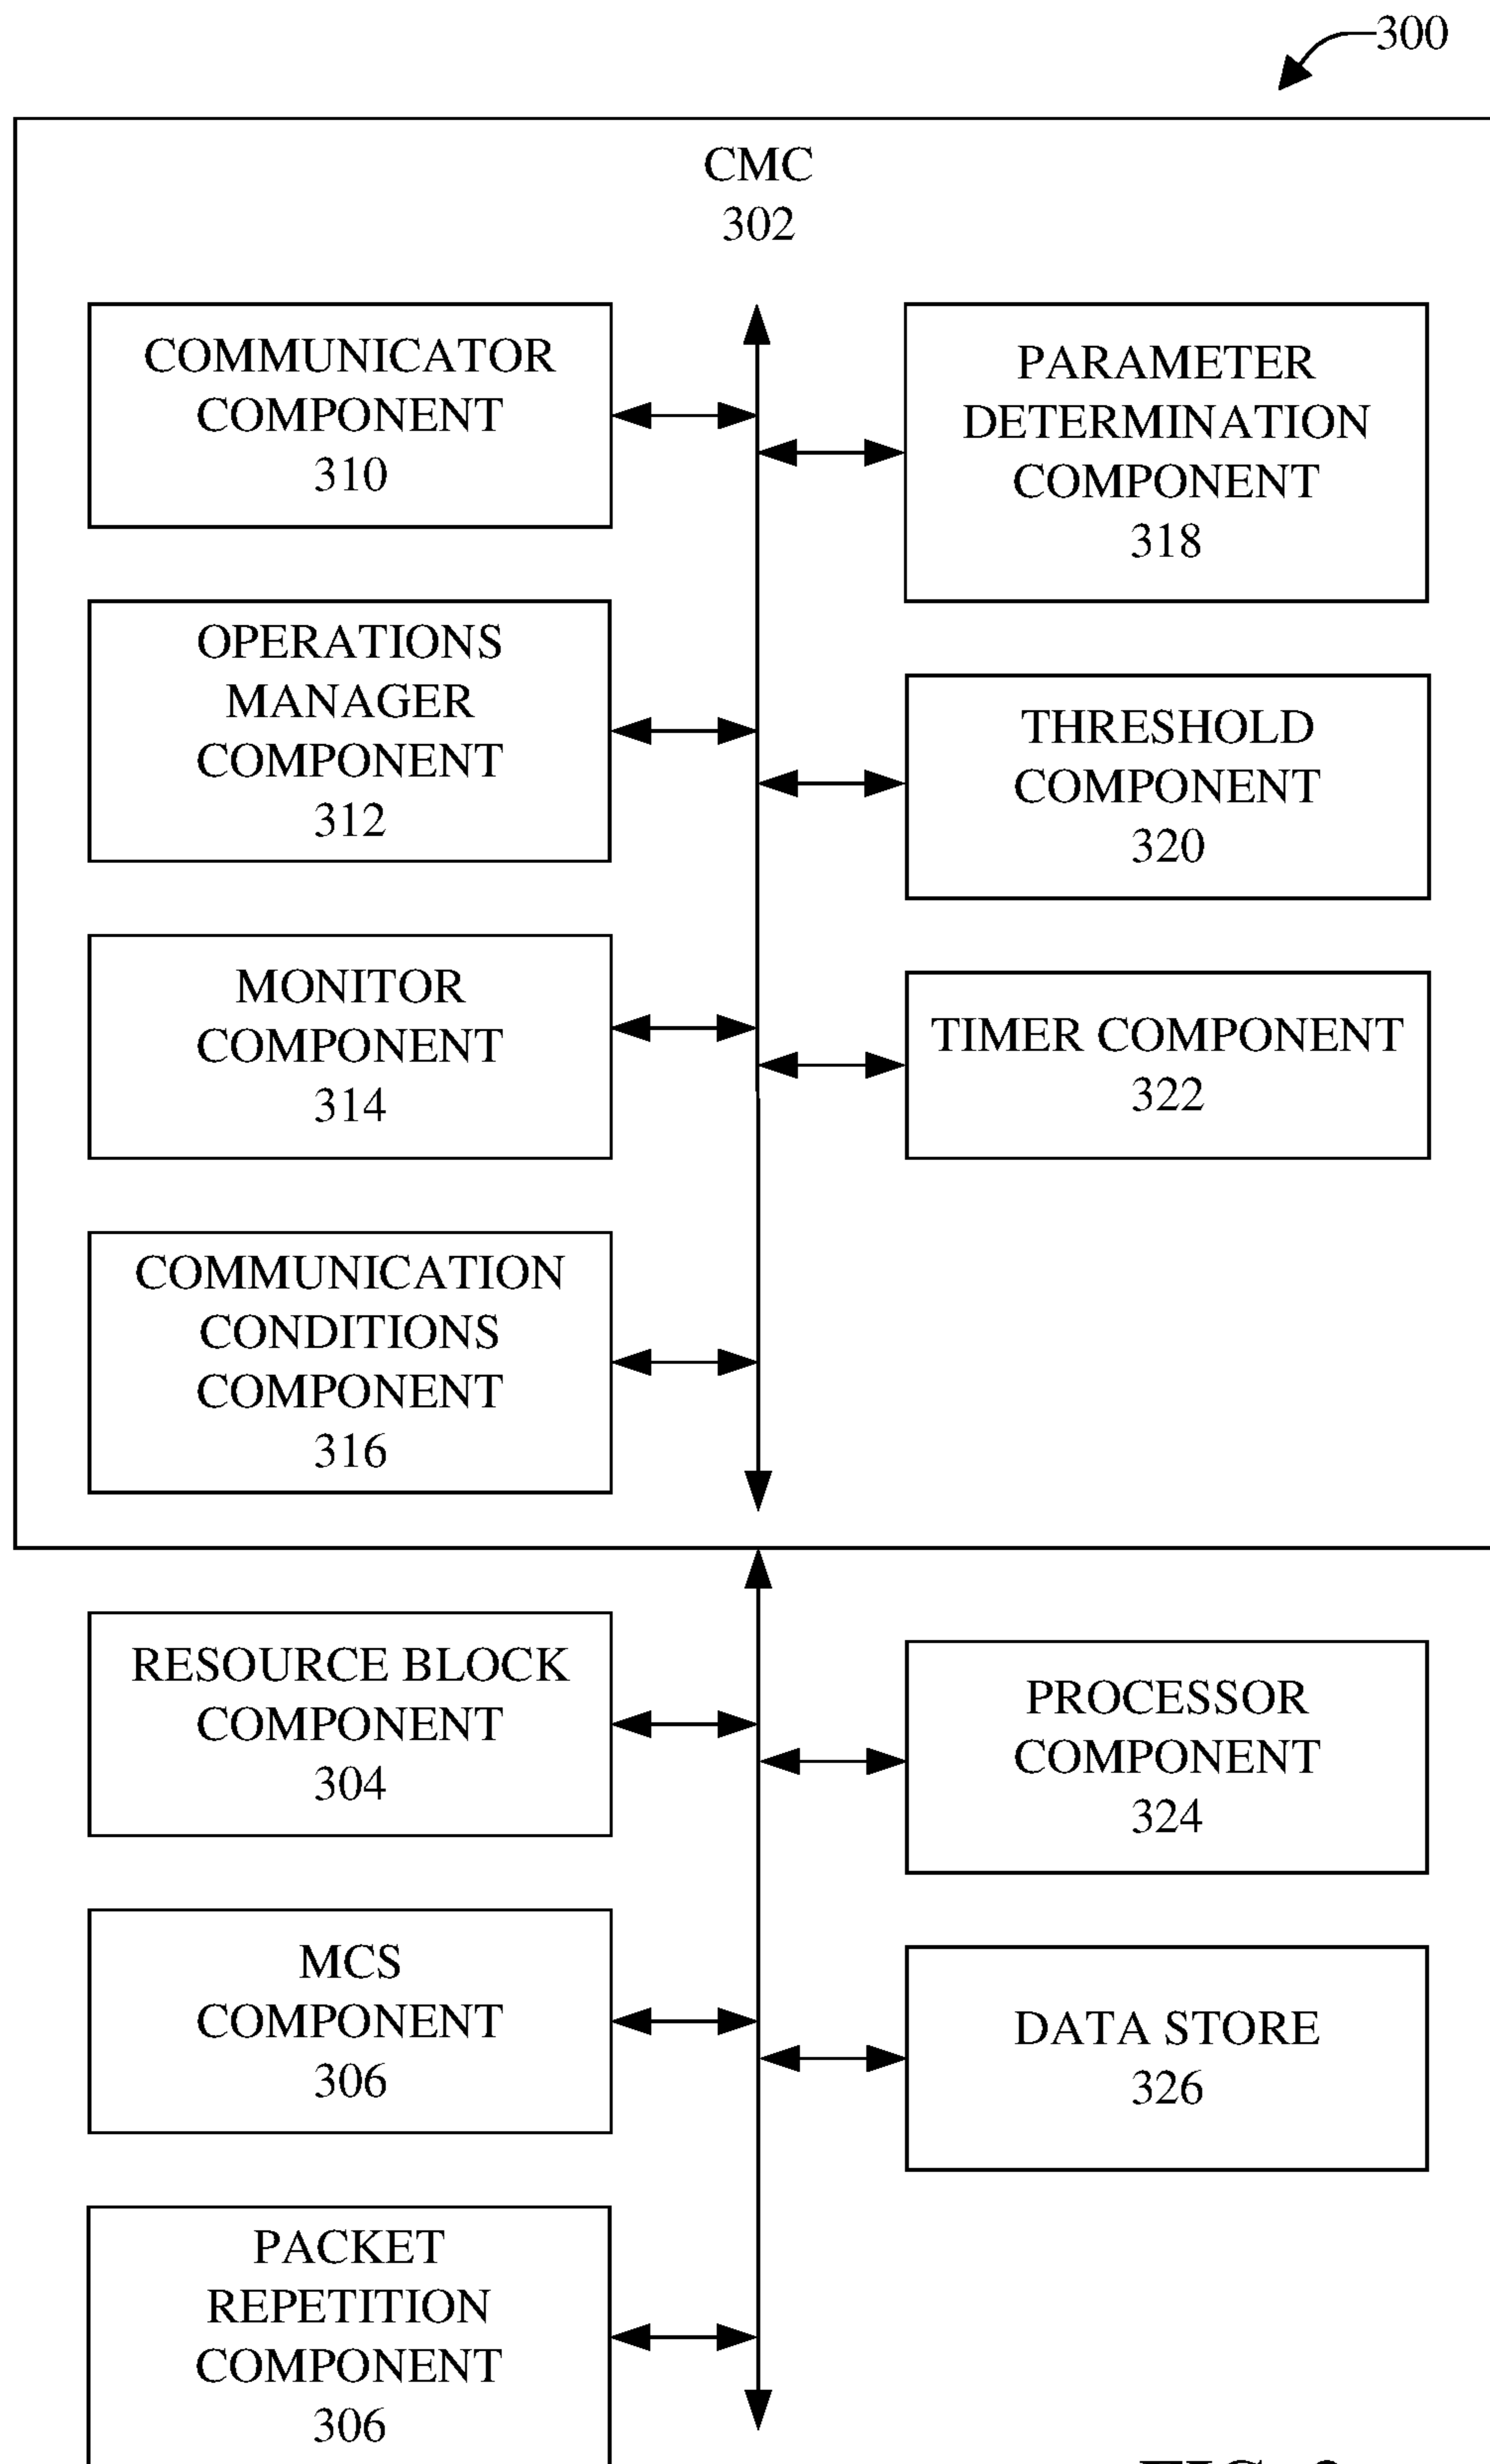 300
CMC
302
COMMUNICATOR
COMPONENT
310
PARAMETER
DETERMINATION
COMPONENT
318
OPERATIONS
MANAGER
COMPONENT
312
THRESHOLD
COMPONENT
320
MONITOR
COMPONENT
314
TIMER COMPONENT
322
COMMUNICATION
CONDITIONS
COMPONENT
316
RESOURCE BLOCK
COMPONENT
304
PROCESSOR
COMPONENT
324
MCS
COMPONENT
306
DATA STORE
326
PACKET
REPETITION
COMPONENT
306